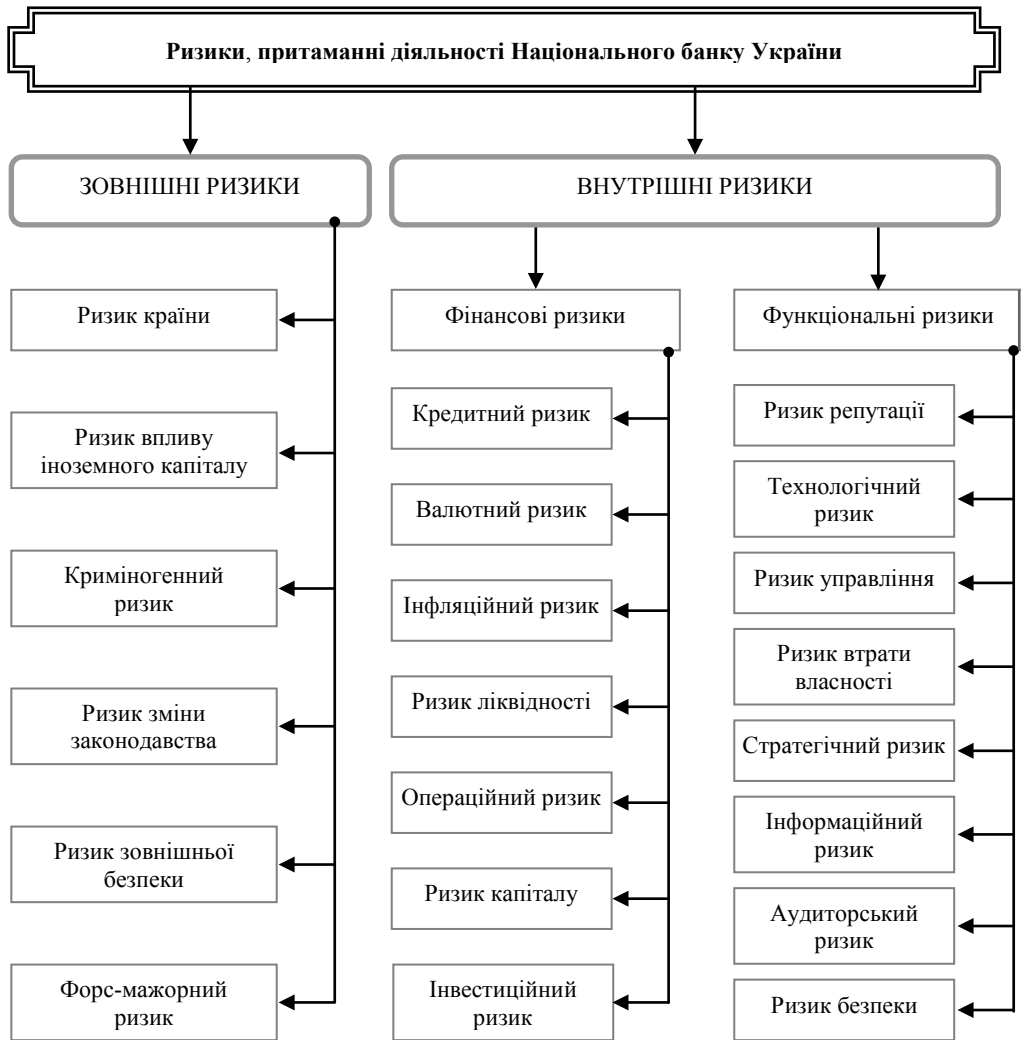 Ризики, притаманні діяльності Національного банку України
ЗОВНІШНІ РИЗИКИ
Ризик країни
Ризик впливу
іноземного капіталу
Криміногенний
ризик
Ризик зміни
законодавства
Ризик зовнішньої
безпеки
Форс-мажорний
ризик
ВНУТРІШНІ РИЗИКИ
Фінансові ризики
Кредитний ризик
Валютний ризик
Інфляційний ризик
Ризик ліквідності
Операційний ризик
Ризик капіталу
Інвестиційний
ризик
Функціональні ризики
Ризик репутації
Технологічний
ризик
Ризик управління
Ризик втрати
власності
Стратегічний ризик
Інформаційний
ризик
Аудиторський
ризик
Ризик безпеки